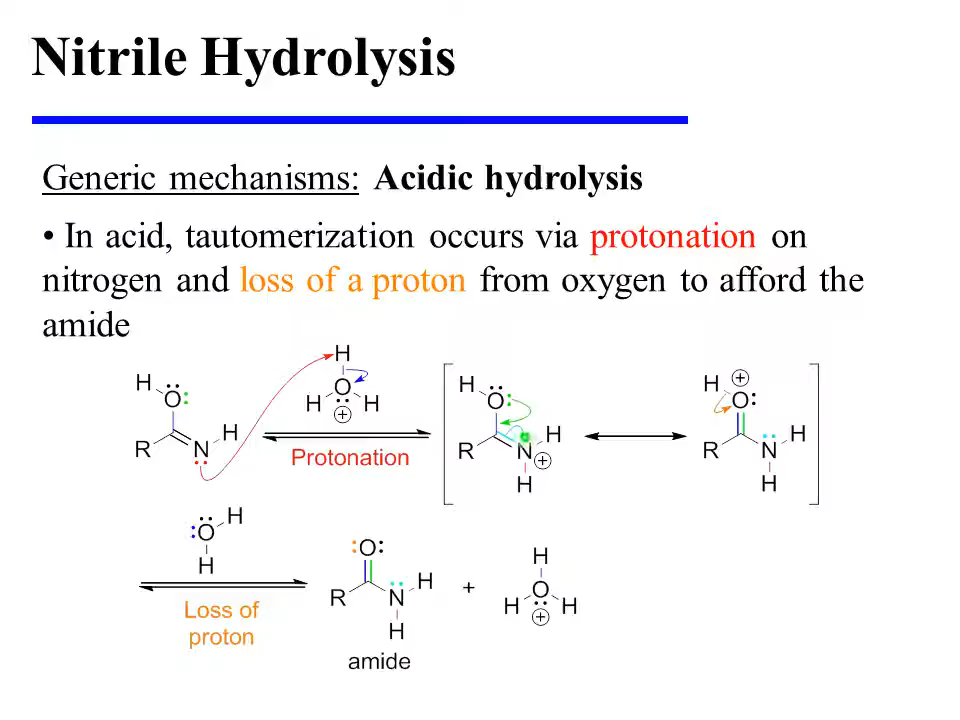 Nitrile Hydrolysis
Generic mechanisms: Acidic hydrolysis
• In acid, tautomerization occurs via protonation on
nitrogen and loss of a proton from oxygen to afford the
amide
H O R N H
H O H H +
Protonation
H O R N H H +
H O + R N H H
O H H
Loss of
proton
O R N H H
amide
+
H O H H +